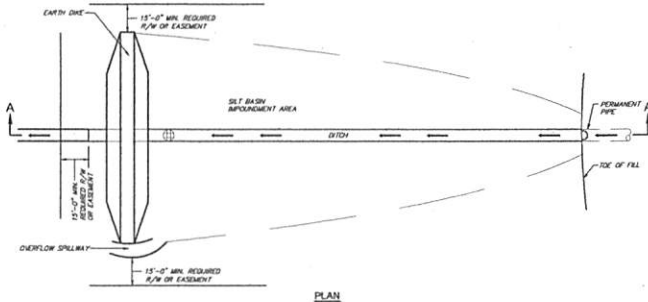 EARTH DIKE
15'-0" MIN. REQUIRED
R/W OR EASEMENT
SILT BASIN
IMPOUNDMENT AREA
PERMANENT
PIPE
A
A
DITCH
15'-0" MIN.
REQUIRED R/W
OR EASEMENT
TOE OF FILL
OVERFLOW SPILLWAY
15'-0" MIN. REQUIRED
R/W OR EASEMENT
PLAN